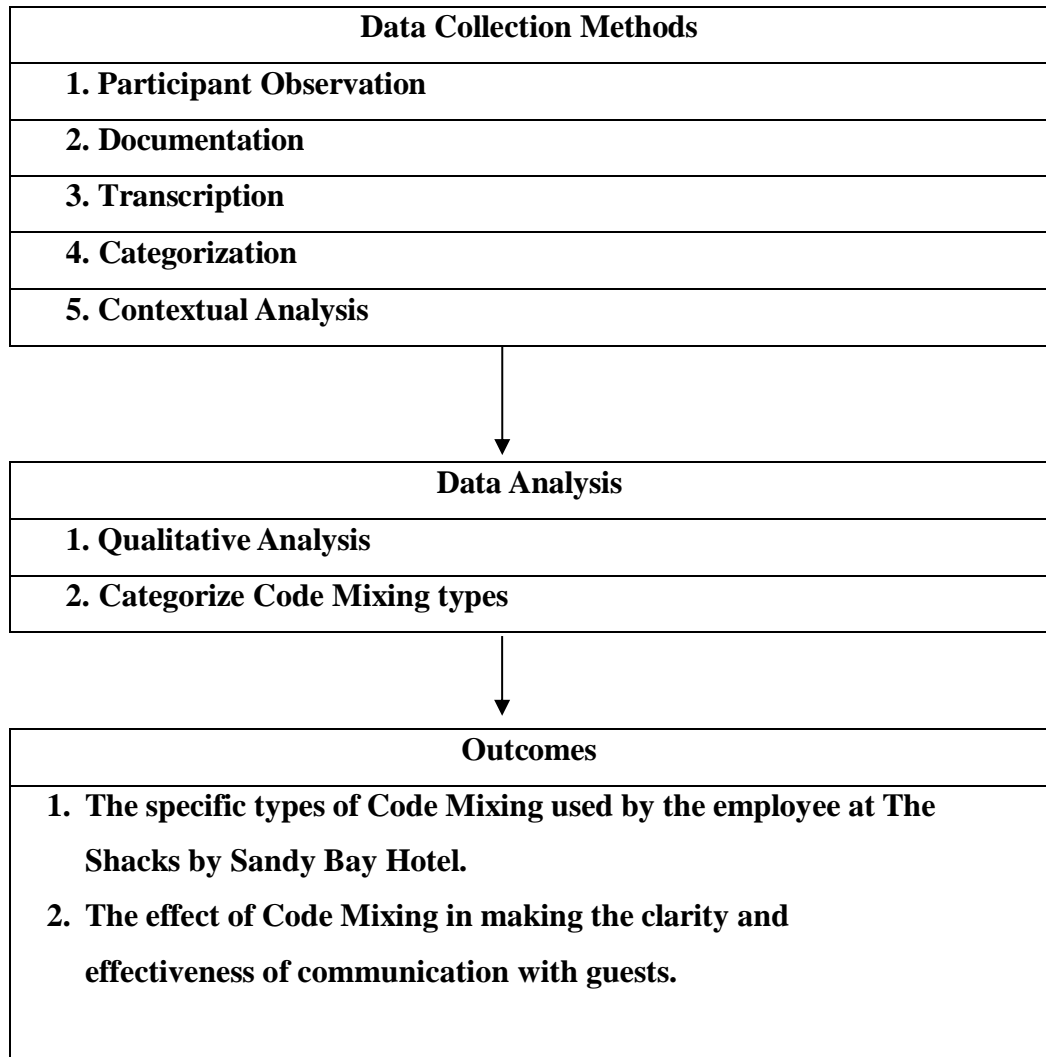 Data Collection Methods
1. Participant Observation
2. Documentation
3. Transcription
4. Categorization
5. Contextual Analysis
Data Analysis
1. Qualitative Analysis
2. Categorize Code Mixing types
Outcomes
1. The specific types of Code Mixing used by the employee at The
Shacks by Sandy Bay Hotel.
2. The effect of Code Mixing in making the clarity and
effectiveness of communication with guests.